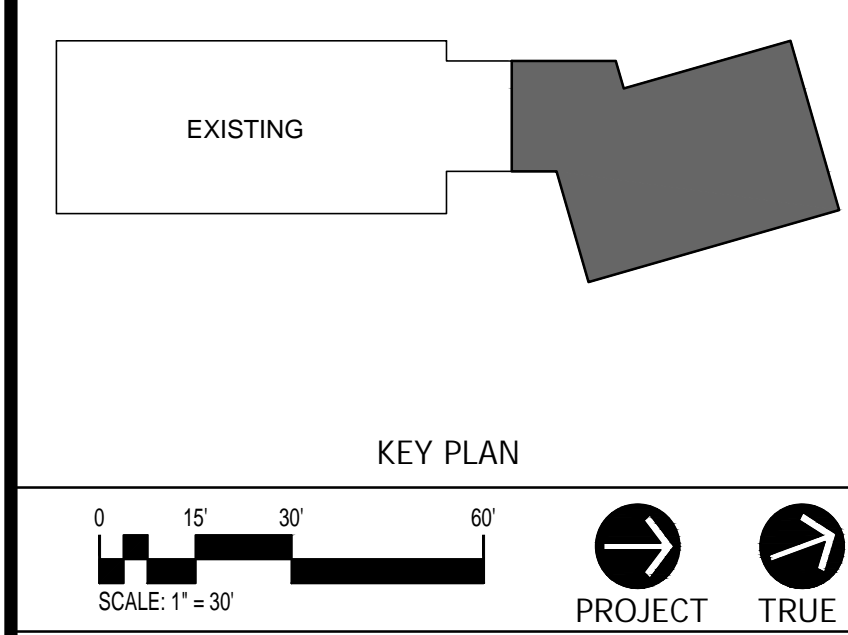 EXISTING
KEY PLAN
0 15' 30' 60'
SCALE: 1" = 30'
PROJECT TRUE